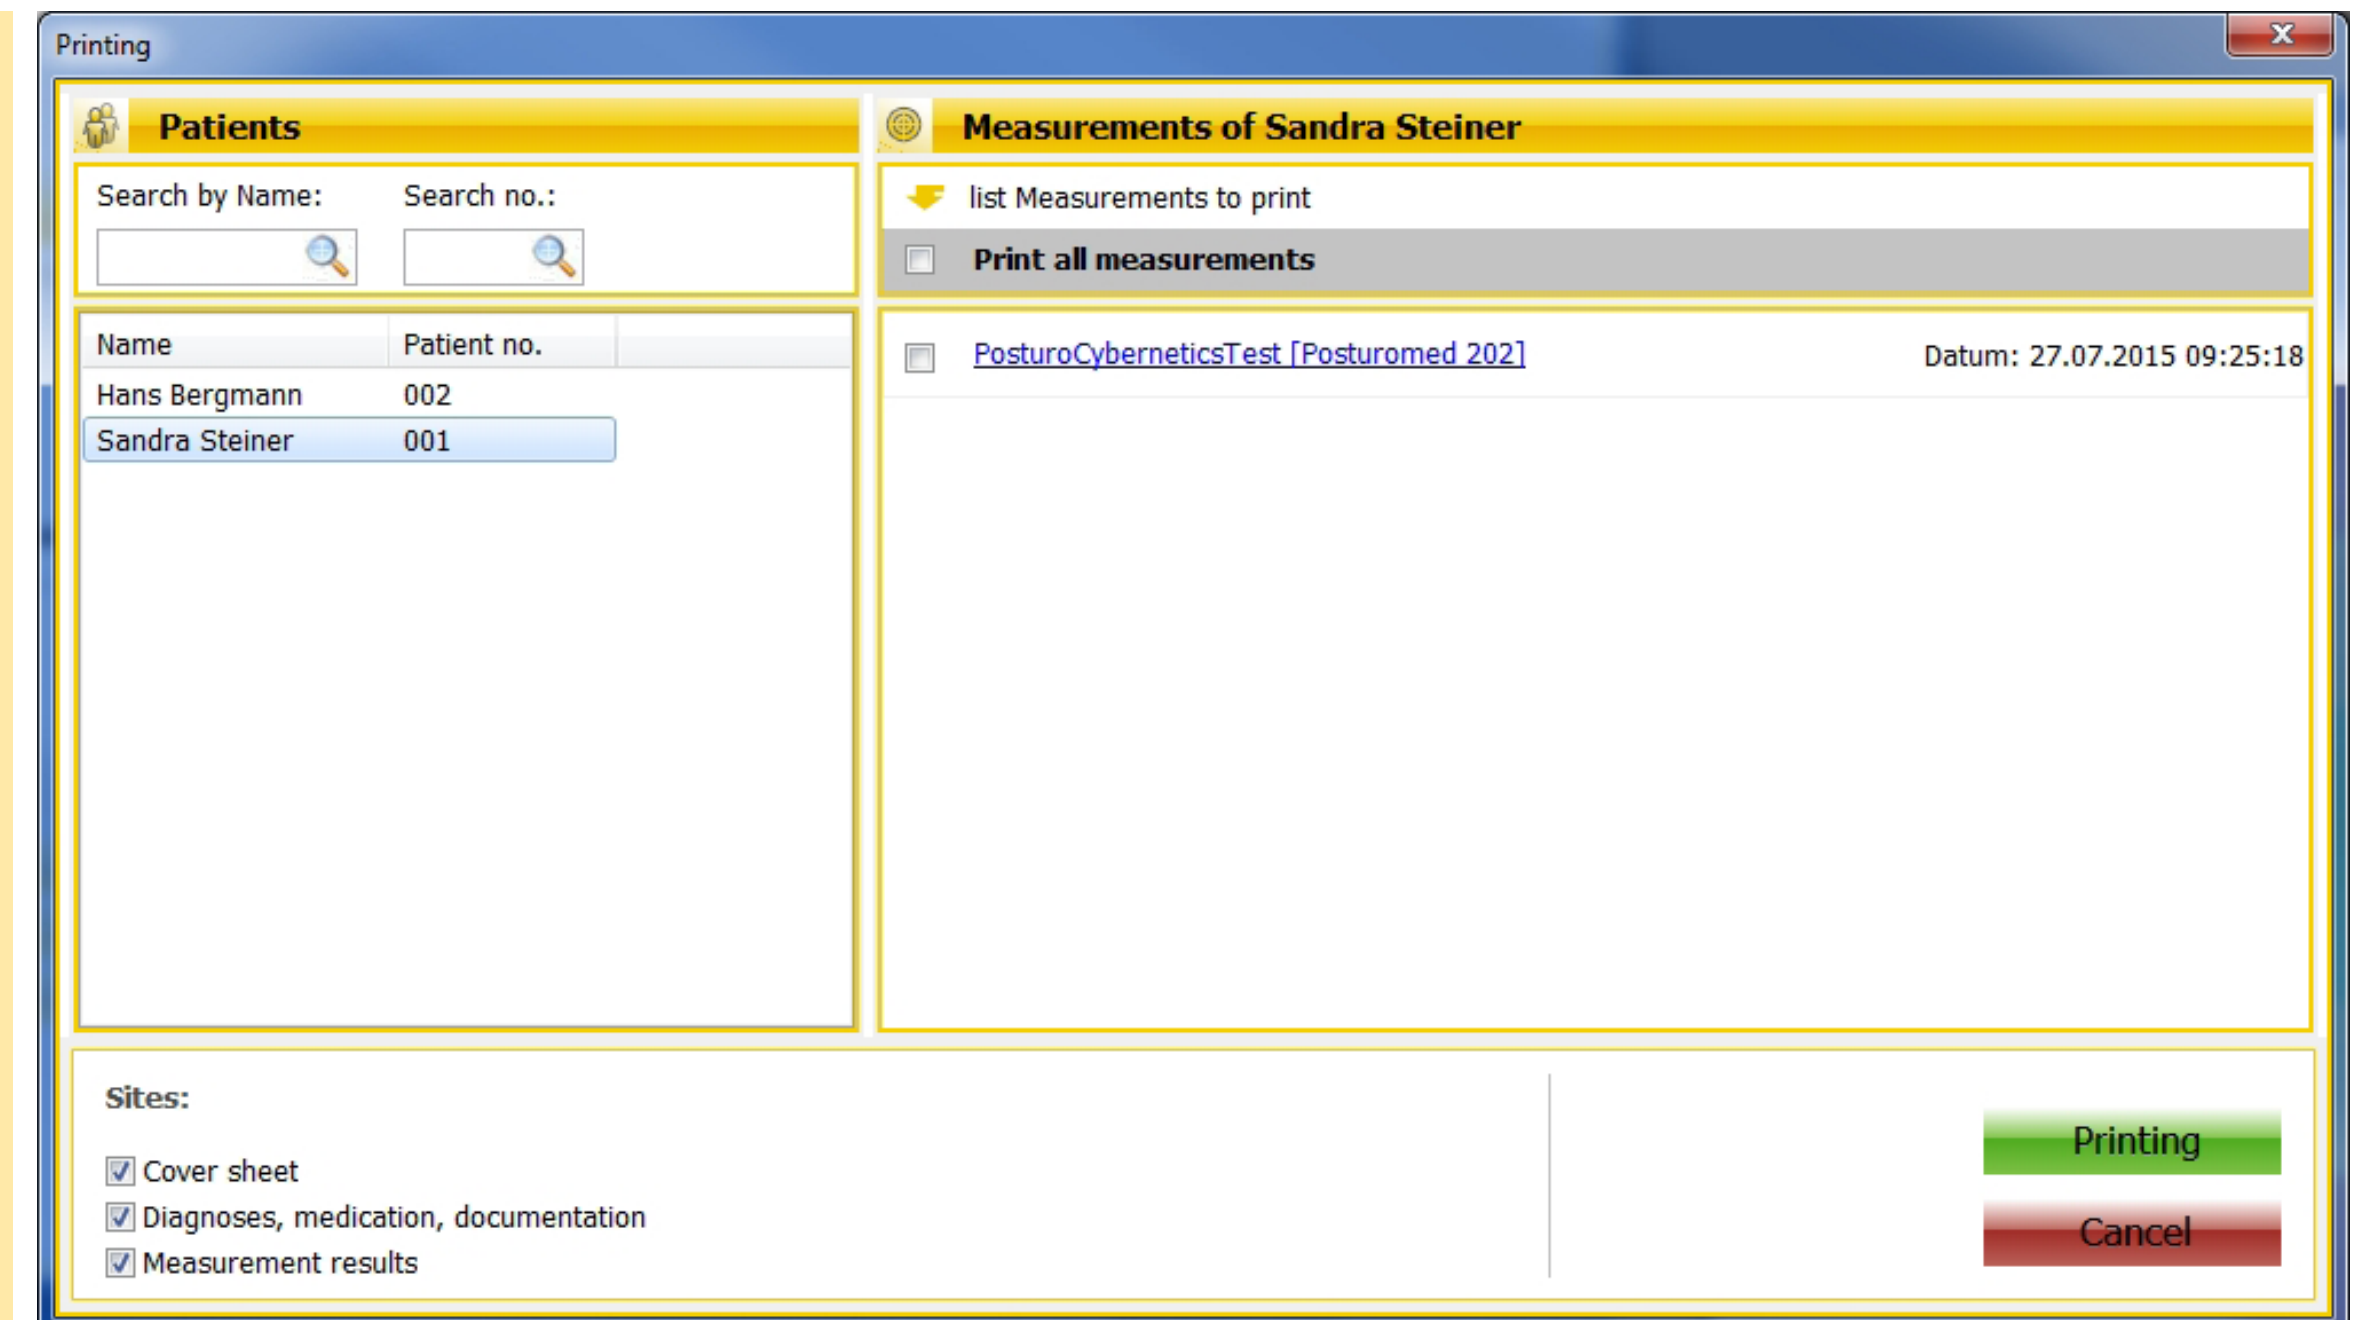 Printing
Patients
Search by Name: Search no.:
Name Patient no.
Hans Bergmann 002
Sandra Steiner 001
Measurements of Sandra Steiner
list Measurements to print
Print all measurements
PosturoCyberneticsTest [Posturomed 202] Datum: 27.07.2015 09:25:18
Sites:
Cover sheet
Diagnoses, medication, documentation
Measurement results
Printing
Cancel